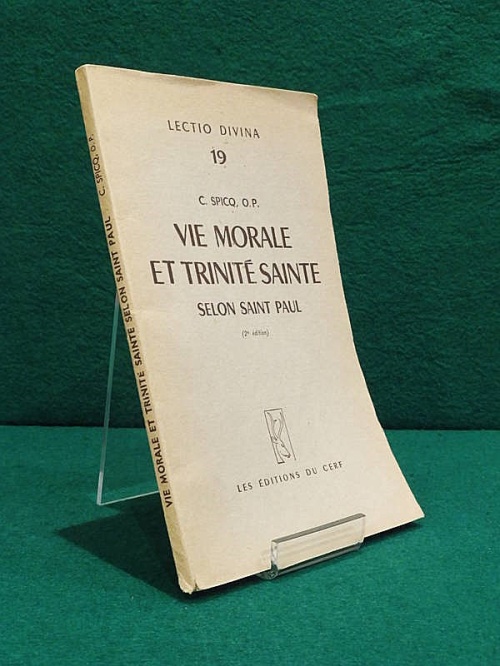 LECTIO DIVINA
19
C. SPICQ, O.P.
VIE MORALE
ET TRINITÉ SAINTE
SELON SAINT PAUL
(2e édition)
LES ÉDITIONS DU CERF
VIE MORALE ET TRINITÉ SAINTE SELON SAINT PAUL C. SPICQ, O.P.